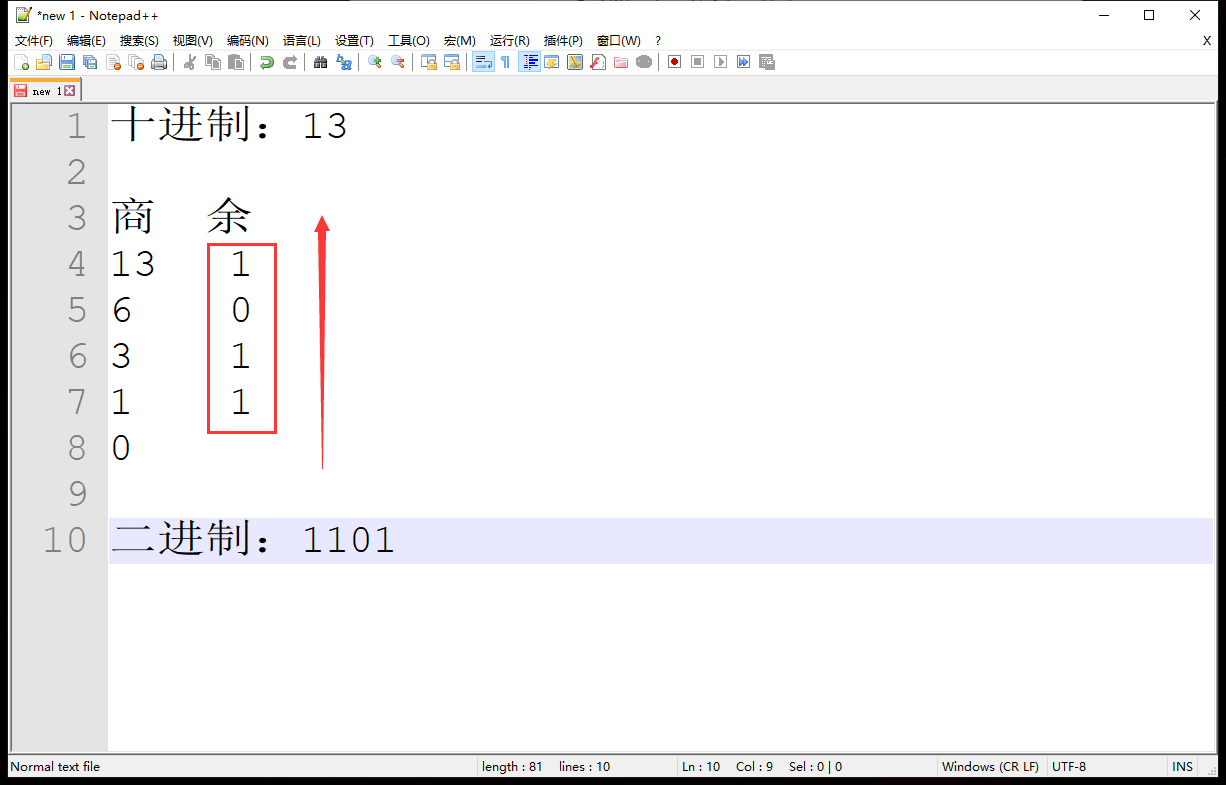 *new 1 - Notepad++
文件(F) 编辑(E) 搜索(S) 视图(V) 编码(N) 语言(L) 设置(T) 工具(O) 宏(M) 运行(R) 插件(P) 窗口(W) ? X
new 1
1 十进制：13
2
3 商 余
4 13 1
5 6 0
6 3 1
7 1 1
8 0
9
10 二进制：1101
Normal text file length : 81 lines : 10 Ln : 10 Col : 9 Sel : 0 | 0 Windows (CR LF) UTF-8 INS